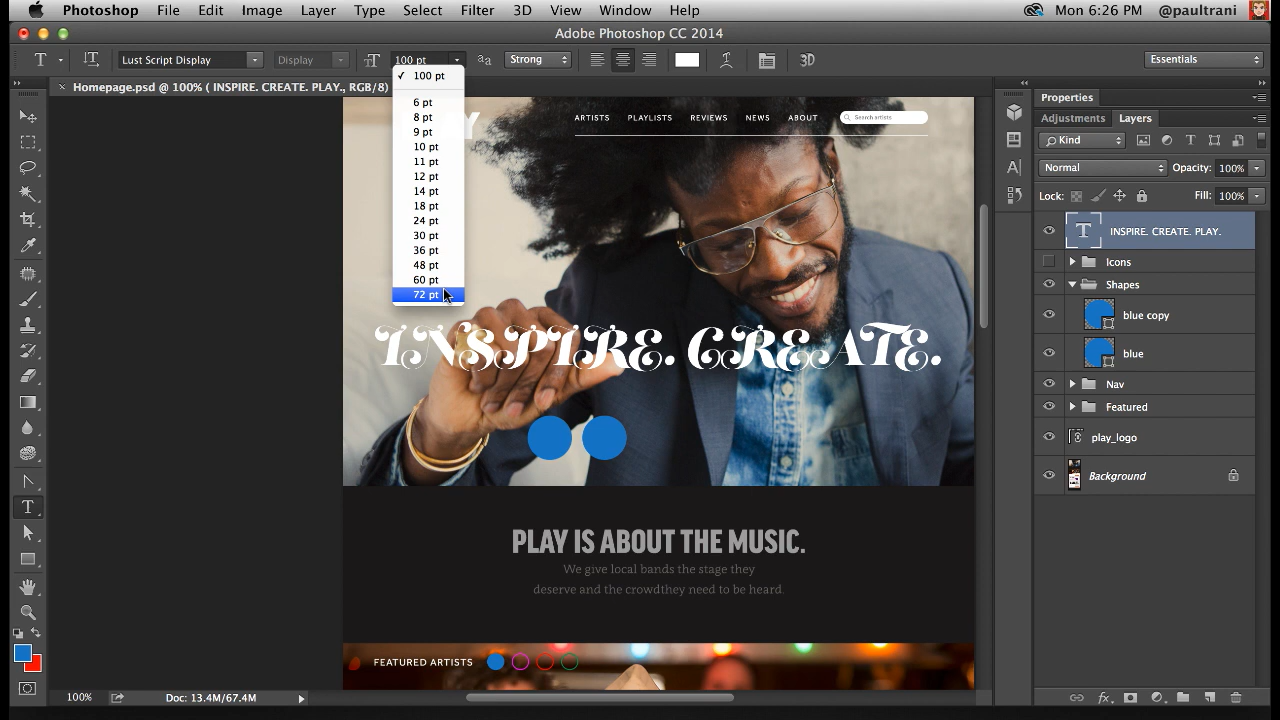 Photoshop File Edit Image Layer Type Select Filter 3D View Window Help Mon 6:26 PM @paultrani
Adobe Photoshop CC 2014
T T Lust Script Display Display TT 100 pt aa Strong 3D Essentials
Homepage.psd @ 100% ( INSPIRE. CREATE. PLAY., RGB/8)
✓ 100 pt
6 pt
8 pt
9 pt
10 pt
11 pt
12 pt
14 pt
18 pt
24 pt
30 pt
36 pt
48 pt
60 pt
72 pt
Y
ARTISTS PLAYLISTS REVIEWS NEWS ABOUT Search artists
INSPIRE. CREATE.
PLAY IS ABOUT THE MUSIC.
We give local bands the stage they
deserve and the crowdthey need to be heard.
FEATURED ARTISTS
100% Doc: 13.4M/67.4M
Properties
Adjustments Layers
Kind T
Normal Opacity: 100%
Lock: Fill: 100%
T INSPIRE. CREATE. PLAY.
Icons
Shapes
blue copy
blue
Nav
Featured
play_logo
Background
fx
A
T